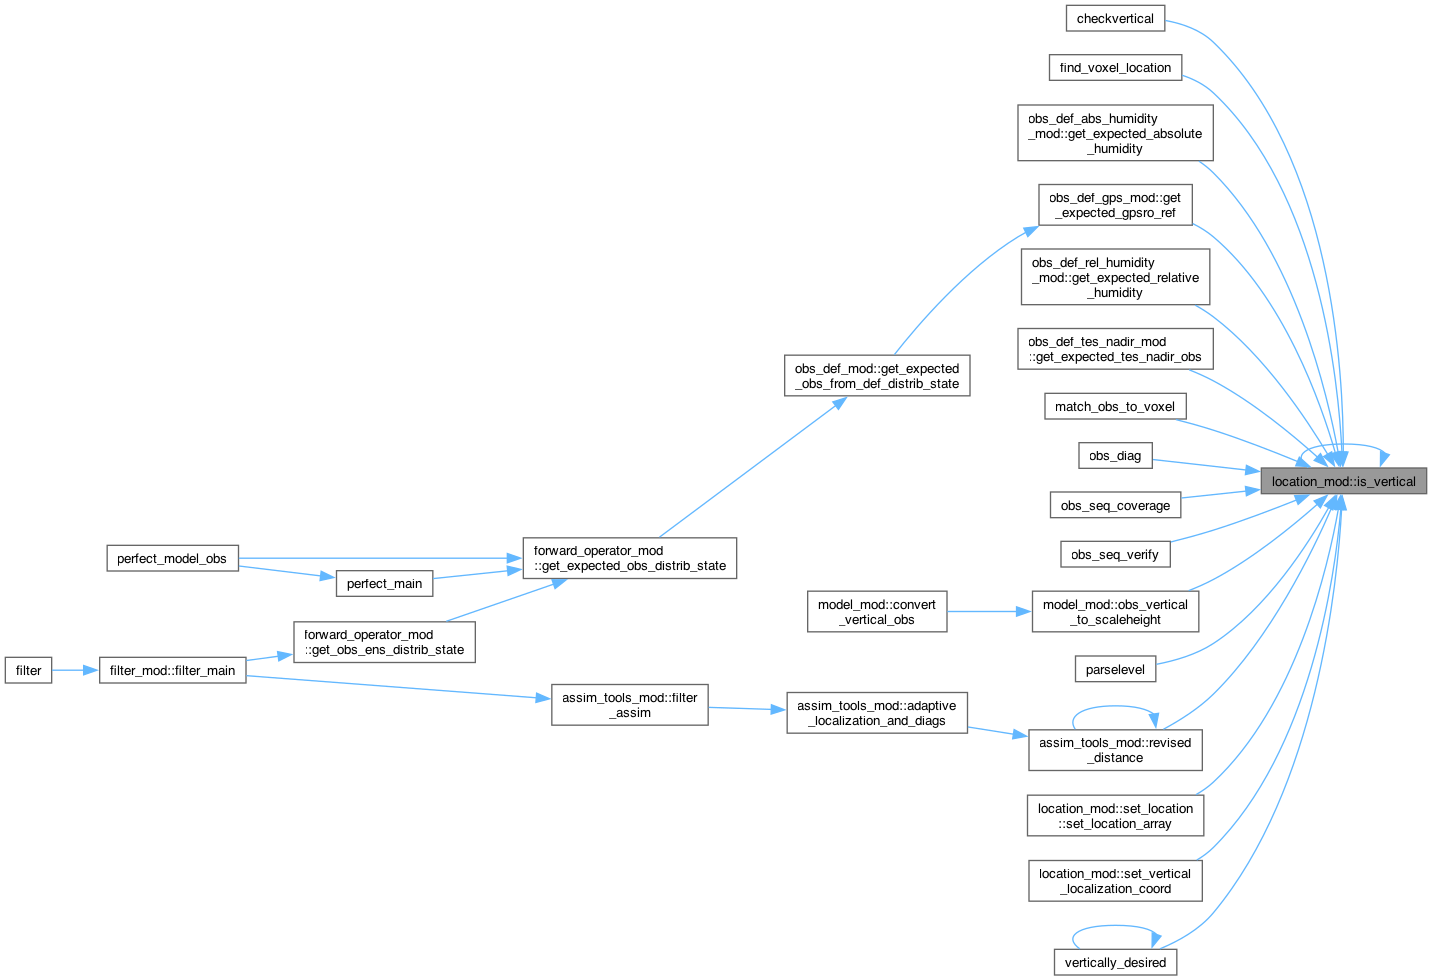 checkvertical
find_voxel_location
obs_def_abs_humidity
_mod::get_expected_absolute
_humidity
obs_def_gps_mod::get
_expected_gpsro_ref
obs_def_rel_humidity
_mod::get_expected_relative
_humidity
obs_def_tes_nadir_mod
::get_expected_tes_nadir_obs
obs_def_mod::get_expected
_obs_from_def_distrib_state
match_obs_to_voxel
obs_diag
location_mod::is_vertical
obs_seq_coverage
obs_seq_verify
forward_operator_mod
::get_expected_obs_distrib_state
perfect_model_obs
perfect_main
model_mod::convert
_vertical_obs
model_mod::obs_vertical
_to_scaleheight
forward_operator_mod
::get_obs_ens_distrib_state
parselevel
filter
filter_mod::filter_main
assim_tools_mod::filter
_assim
assim_tools_mod::adaptive
_localization_and_diags
assim_tools_mod::revised
_distance
location_mod::set_location
::set_location_array
location_mod::set_vertical
_localization_coord
vertically_desired